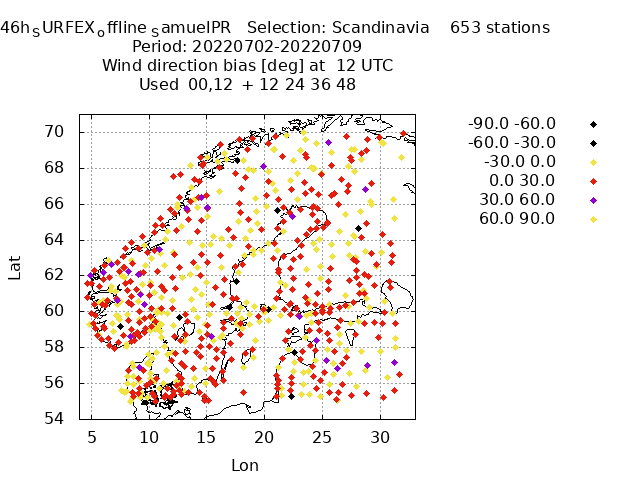 46hSURFEXoffline SamuelPR Selection: Scandinavia 653 stations
Period: 20220702-20220709
Wind direction bias [deg] at 12 UTC
Used 00,12 + 12 24 36 48
-90.0 -60.0
-60.0 -30.0
-30.0 0.0
0.0 30.0
30.0 60.0
60.0 90.0
70
68
66
64
62
60
58
56
54
Lat
5 10 15 20 25 30
Lon